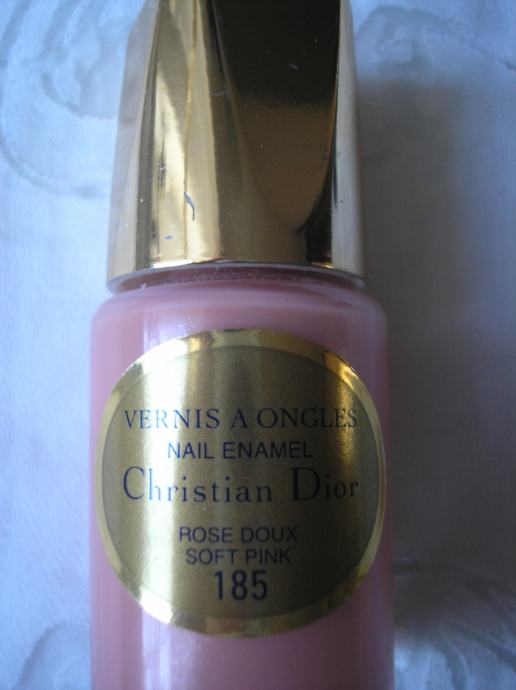 VERNIS A ONGLES
NAIL ENAMEL
Christian Dior
ROSE DOUX
SOFT PINK
185